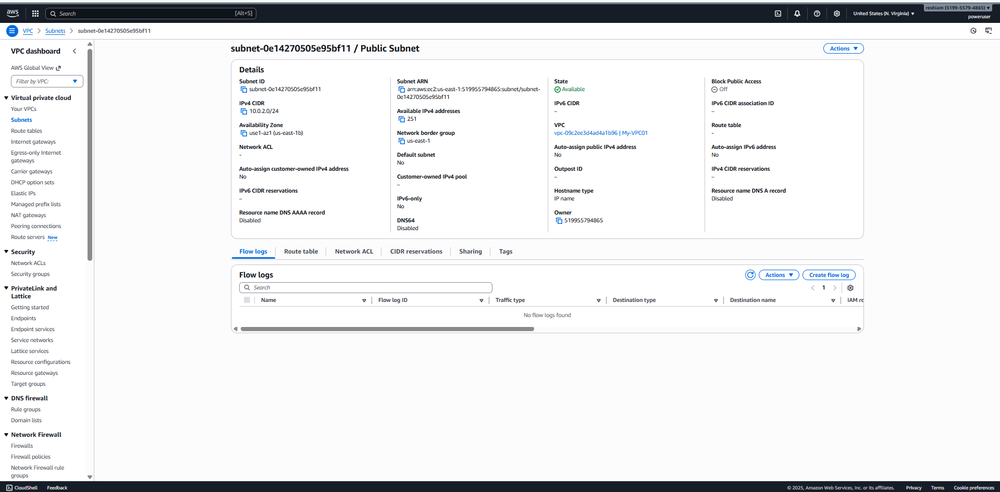 aws
Search [Alt+S]
United States (N. Virginia)
reshiam (5199-5579-4865)
poweruser
VPC > Subnets > subnet-0e14270505e95bf11
VPC dashboard
AWS Global View
Filter by VPC:
Virtual private cloud
Your VPCs
Subnets
Route tables
Internet gateways
Egress-only Internet
gateways
Carrier gateways
DHCP option sets
Elastic IPs
Managed prefix lists
NAT gateways
Peering connections
Route servers New
Security
Network ACLs
Security groups
PrivateLink and
Lattice
Getting started
Endpoints
Endpoint services
Service networks
Lattice services
Resource configurations
Resource gateways
Target groups
DNS firewall
Rule groups
Domain lists
Network Firewall
Firewalls
Firewall policies
Network Firewall rule
groups
subnet-0e14270505e95bf11 / Public Subnet
Actions
Details
Subnet ID
subnet-0e14270505e95bf11
IPv4 CIDR
10.0.2.0/24
Availability Zone
use1-az1 (us-east-1b)
Network ACL
-
Auto-assign customer-owned IPv4 address
No
IPv6 CIDR reservations
–
Resource name DNS AAAA record
Disabled
Subnet ARN
arn:aws:ec2:us-east-1:519955794865:subnet/subnet-
0e14270505e95bf11
Available IPv4 addresses
251
Network border group
us-east-1
Default subnet
No
Customer-owned IPv4 pool
–
IPv6-only
No
DNS64
Disabled
State
Available
IPv6 CIDR
–
VPC
vpc-09c2ee3d4ad4a1b96 | My-VPC01
Auto-assign public IPv4 address
No
Outpost ID
–
Hostname type
IP name
Owner
519955794865
Block Public Access
Off
IPv6 CIDR association ID
–
Route table
-
Auto-assign IPv6 address
No
IPv4 CIDR reservations
–
Resource name DNS A record
Disabled
Flow logs Route table Network ACL CIDR reservations Sharing Tags
Flow logs
Actions Create flow log
Search
1
Name Flow log ID Traffic type Destination type Destination name IAM ro
No flow logs found
CloudShell Feedback
© 2025, Amazon Web Services, Inc. or its affiliates. Privacy Terms Cookie preferences